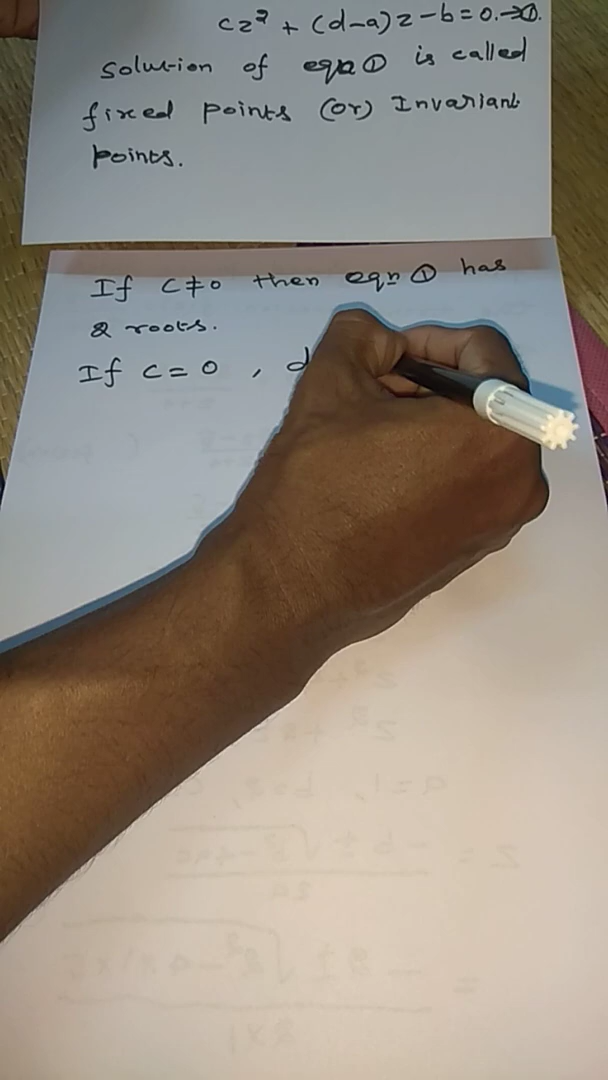 cz² + (d-a)z - b = 0. → ①.
Solution of eqn ① is called
fixed points (or) Invariant
points.
If c ≠ 0 then eqn ① has
2 roots.
If c = 0 , d